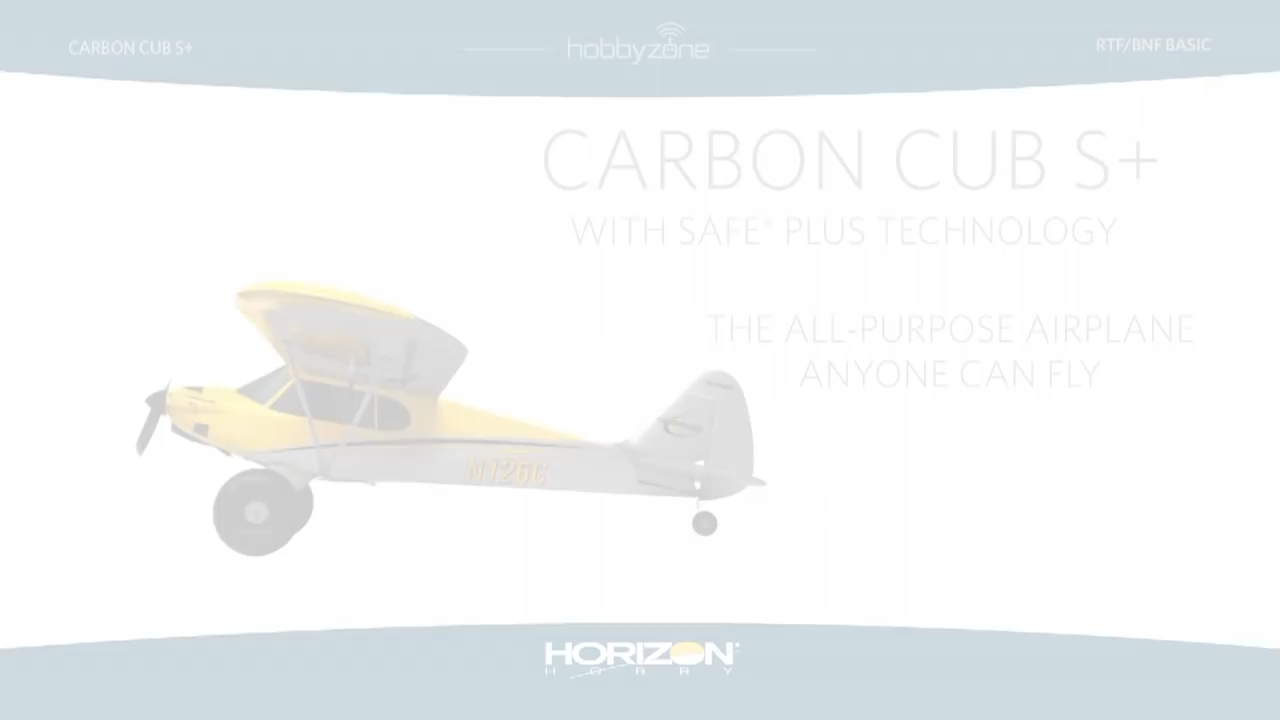 CARBON CUB S+
hobbyzone
RTF/BNF BASIC
CARBON CUB S+
WITH SAFE® PLUS TECHNOLOGY
THE ALL-PURPOSE AIRPLANE
ANYONE CAN FLY
N126C
HORIZON®
HOBBY